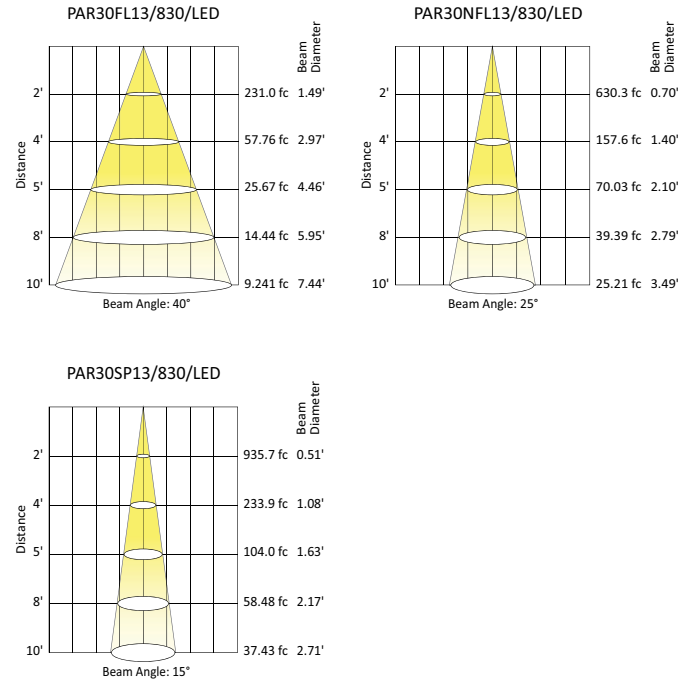 PAR30FL13/830/LED
Beam
Diameter
Distance
2' 231.0 fc 1.49'
4' 57.76 fc 2.97'
5' 25.67 fc 4.46'
8' 14.44 fc 5.95'
10' 9.241 fc 7.44'
Beam Angle: 40°
PAR30NFL13/830/LED
Beam
Diameter
Distance
2' 630.3 fc 0.70'
4' 157.6 fc 1.40'
5' 70.03 fc 2.10'
8' 39.39 fc 2.79'
10' 25.21 fc 3.49'
Beam Angle: 25°
PAR30SP13/830/LED
Beam
Diameter
Distance
2' 935.7 fc 0.51'
4' 233.9 fc 1.08'
5' 104.0 fc 1.63'
8' 58.48 fc 2.17'
10' 37.43 fc 2.71'
Beam Angle: 15°